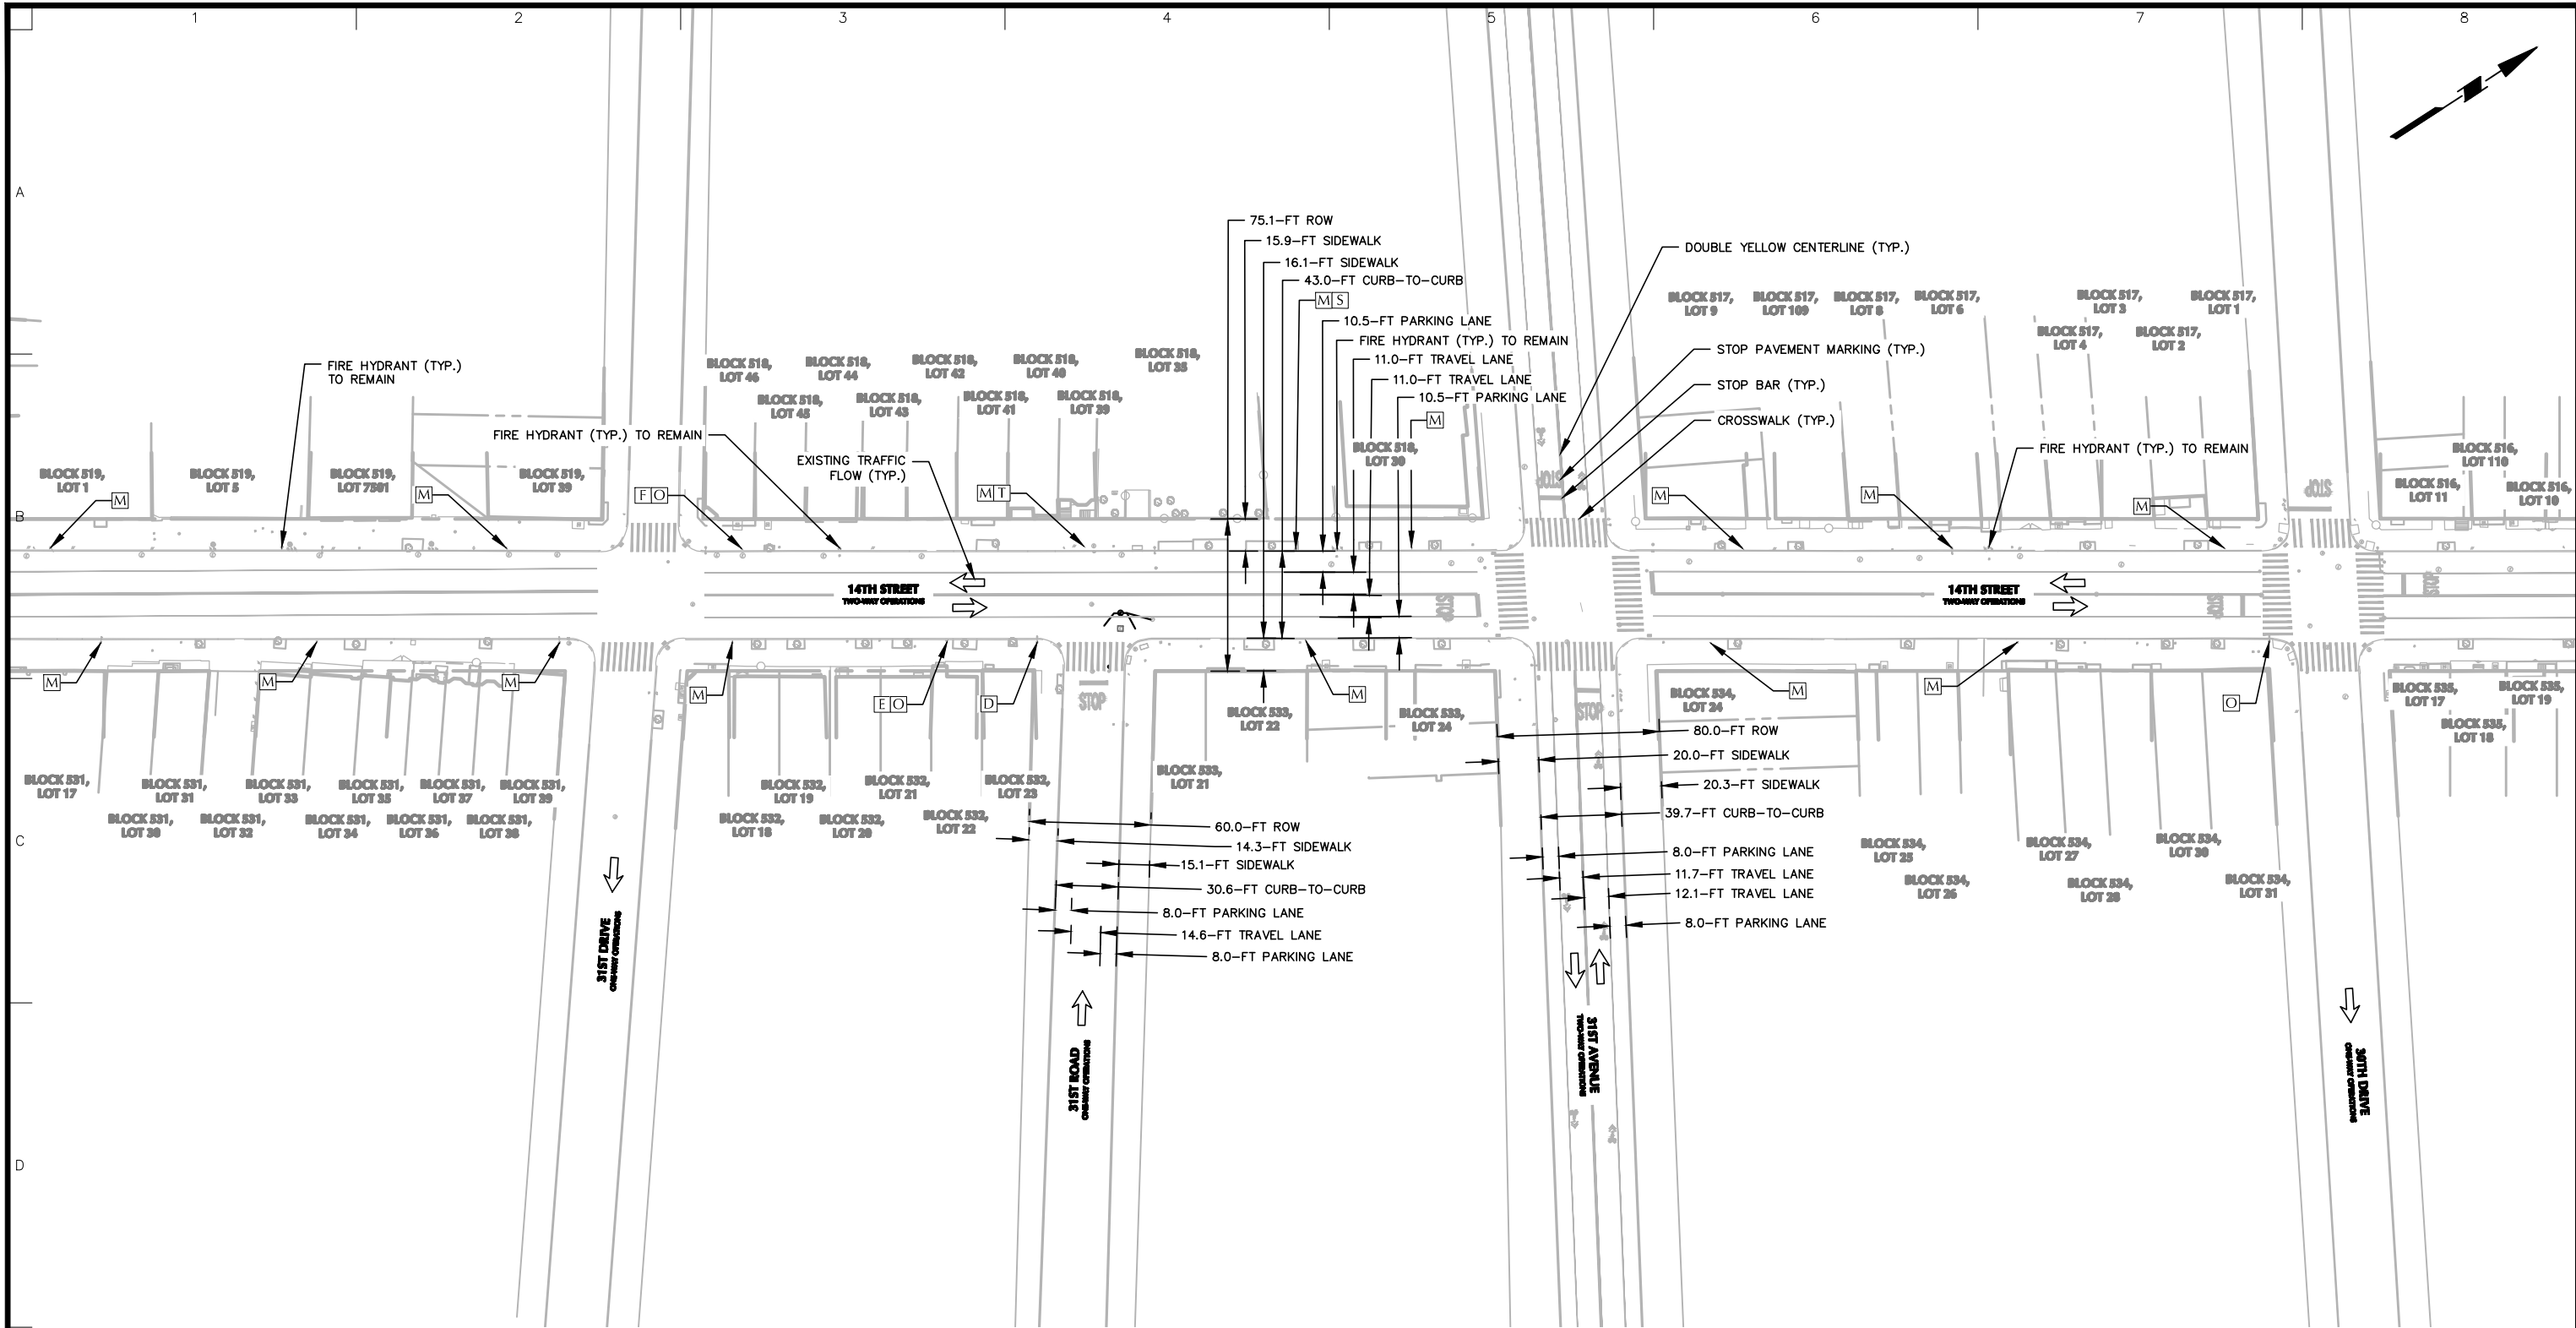 1
2
3
4
5
6
7
8
A
B
C
D
75.1-FT ROW
15.9-FT SIDEWALK
16.1-FT SIDEWALK
43.0-FT CURB-TO-CURB
M S
10.5-FT PARKING LANE
FIRE HYDRANT (TYP.) TO REMAIN
11.0-FT TRAVEL LANE
11.0-FT TRAVEL LANE
10.5-FT PARKING LANE
M
DOUBLE YELLOW CENTERLINE (TYP.)
STOP PAVEMENT MARKING (TYP.)
STOP BAR (TYP.)
CROSSWALK (TYP.)
FIRE HYDRANT (TYP.) TO REMAIN
FIRE HYDRANT (TYP.)
TO REMAIN
FIRE HYDRANT (TYP.) TO REMAIN
EXISTING TRAFFIC
FLOW (TYP.)
BLOCK 519,
LOT 1
BLOCK 519,
LOT 5
BLOCK 519,
LOT 7501
BLOCK 519,
LOT 39
BLOCK 518,
LOT 46
BLOCK 518,
LOT 45
BLOCK 518,
LOT 44
BLOCK 518,
LOT 43
BLOCK 518,
LOT 42
BLOCK 518,
LOT 41
BLOCK 518,
LOT 40
BLOCK 518,
LOT 39
BLOCK 518,
LOT 35
BLOCK 518,
LOT 30
BLOCK 517,
LOT 9
BLOCK 517,
LOT 109
BLOCK 517,
LOT 8
BLOCK 517,
LOT 6
BLOCK 517,
LOT 4
BLOCK 517,
LOT 3
BLOCK 517,
LOT 2
BLOCK 517,
LOT 1
BLOCK 516,
LOT 11
BLOCK 516,
LOT 110
BLOCK 516,
LOT 10
M
M
F O
M T
M
M
M
STOP
STOP
14TH STREET
TWO-WAY OPERATIONS
14TH STREET
TWO-WAY OPERATIONS
STOP
STOP
STOP
M
M
M
M
E O
D
M
M
M
O
STOP
STOP
BLOCK 531,
LOT 17
BLOCK 531,
LOT 30
BLOCK 531,
LOT 31
BLOCK 531,
LOT 32
BLOCK 531,
LOT 33
BLOCK 531,
LOT 34
BLOCK 531,
LOT 35
BLOCK 531,
LOT 36
BLOCK 531,
LOT 37
BLOCK 531,
LOT 38
BLOCK 531,
LOT 39
BLOCK 532,
LOT 18
BLOCK 532,
LOT 19
BLOCK 532,
LOT 20
BLOCK 532,
LOT 21
BLOCK 532,
LOT 22
BLOCK 532,
LOT 23
BLOCK 533,
LOT 21
BLOCK 533,
LOT 22
BLOCK 533,
LOT 24
BLOCK 534,
LOT 24
BLOCK 534,
LOT 25
BLOCK 534,
LOT 26
BLOCK 534,
LOT 27
BLOCK 534,
LOT 28
BLOCK 534,
LOT 30
BLOCK 534,
LOT 31
BLOCK 535,
LOT 17
BLOCK 535,
LOT 18
BLOCK 535,
LOT 19
60.0-FT ROW
14.3-FT SIDEWALK
15.1-FT SIDEWALK
30.6-FT CURB-TO-CURB
8.0-FT PARKING LANE
14.6-FT TRAVEL LANE
8.0-FT PARKING LANE
80.0-FT ROW
20.0-FT SIDEWALK
20.3-FT SIDEWALK
39.7-FT CURB-TO-CURB
8.0-FT PARKING LANE
11.7-FT TRAVEL LANE
12.1-FT TRAVEL LANE
8.0-FT PARKING LANE
31ST DRIVE
ONE-WAY OPERATIONS
31ST ROAD
ONE-WAY OPERATIONS
31ST AVENUE
TWO-WAY OPERATIONS
30TH DRIVE
ONE-WAY OPERATIONS